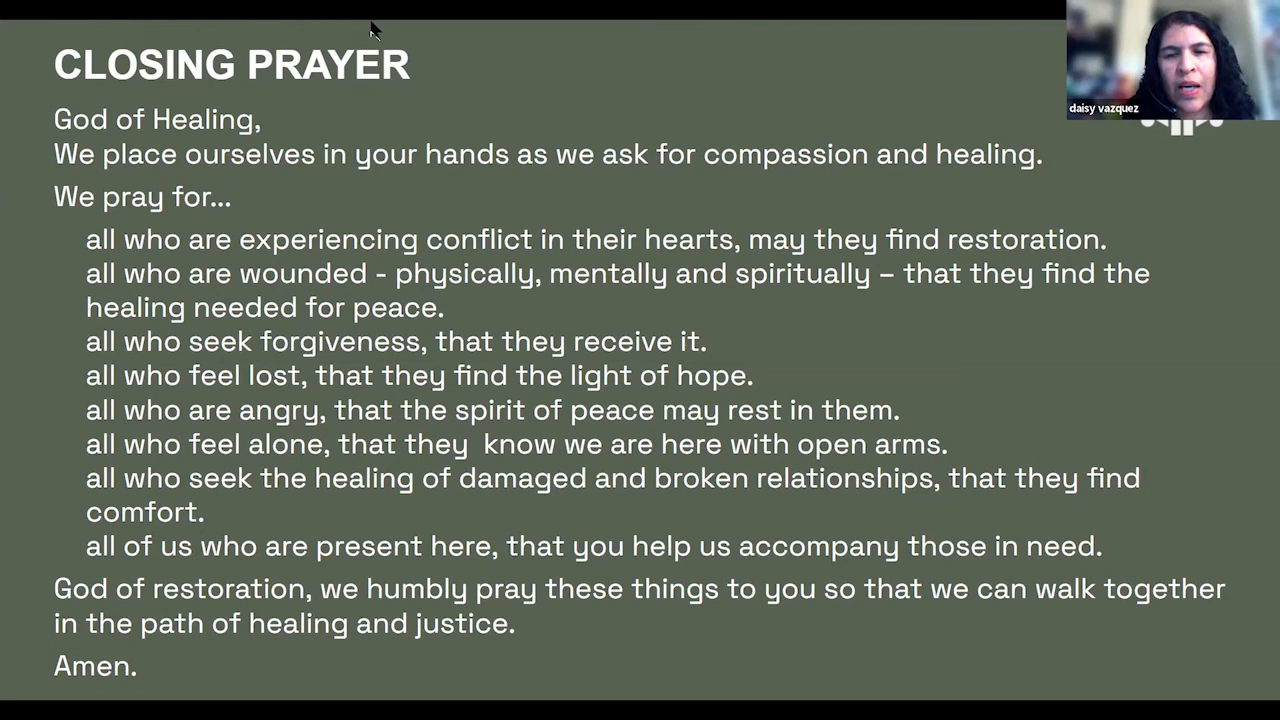 CLOSING PRAYER
daisy vazquez
God of Healing,
We place ourselves in your hands as we ask for compassion and healing.
We pray for...
all who are experiencing conflict in their hearts, may they find restoration.
all who are wounded - physically, mentally and spiritually – that they find the
healing needed for peace.
all who seek forgiveness, that they receive it.
all who feel lost, that they find the light of hope.
all who are angry, that the spirit of peace may rest in them.
all who feel alone, that they  know we are here with open arms.
all who seek the healing of damaged and broken relationships, that they find
comfort.
all of us who are present here, that you help us accompany those in need.
God of restoration, we humbly pray these things to you so that we can walk together
in the path of healing and justice.
Amen.